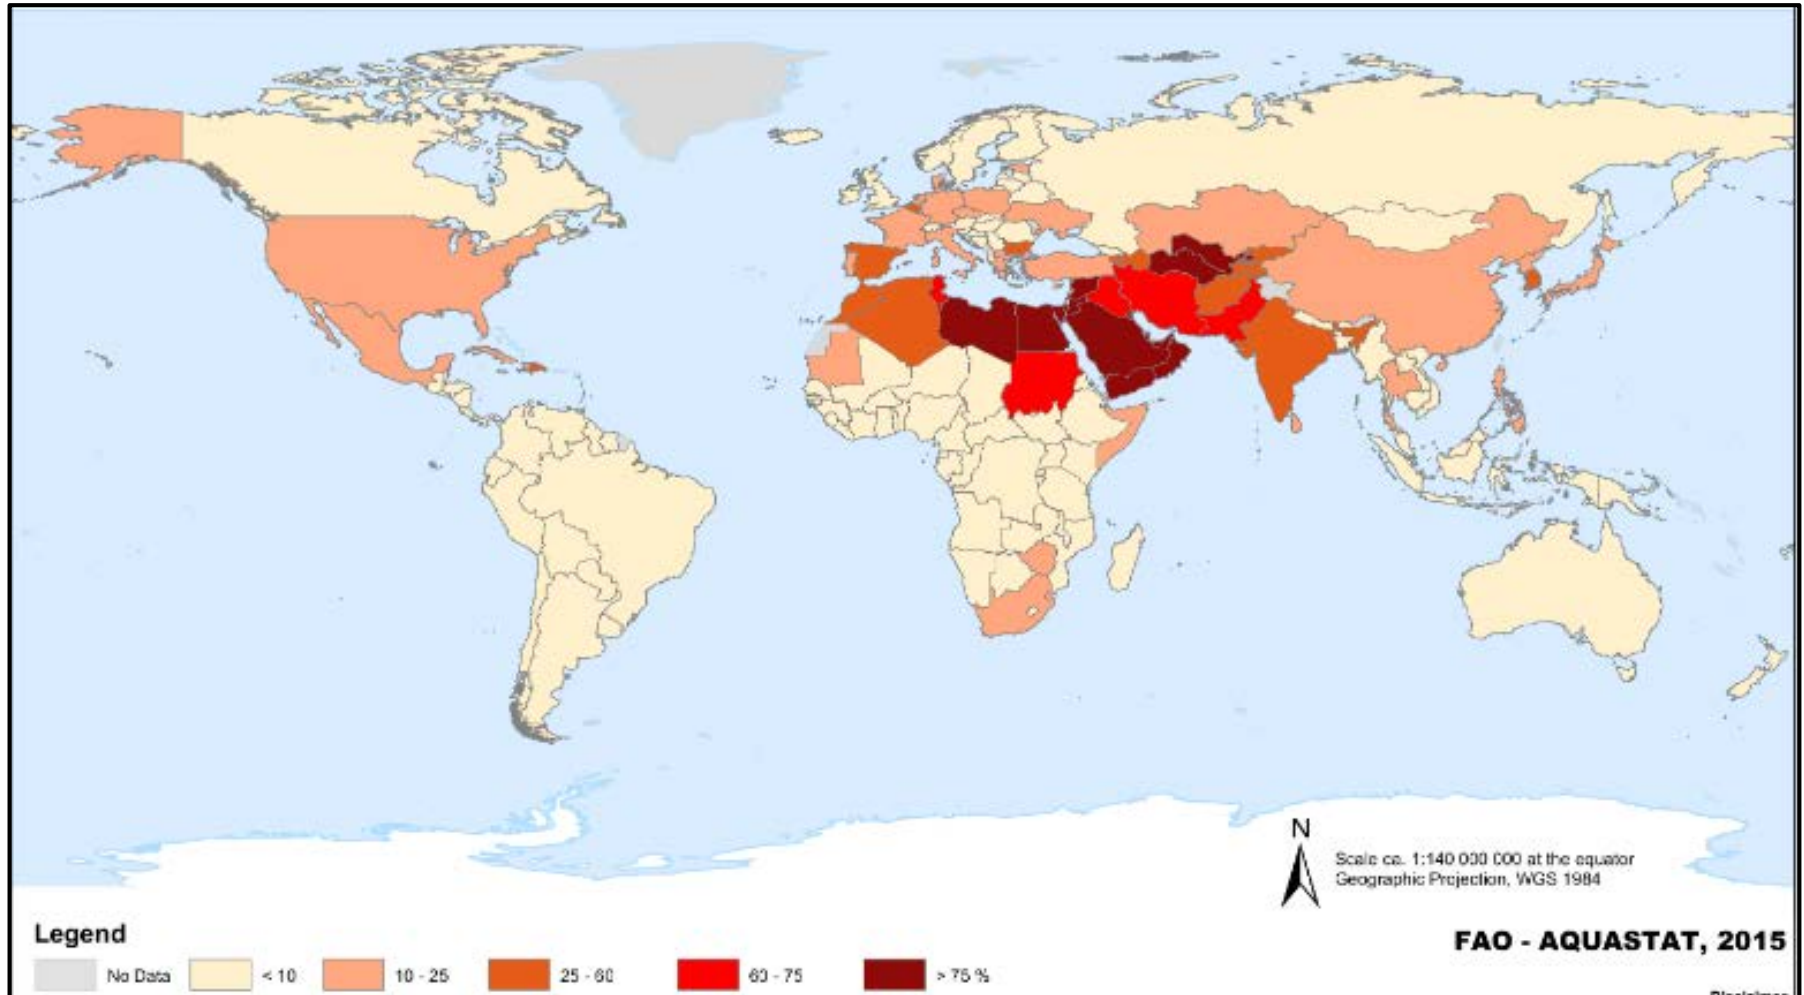 N
Scale ca. 1:140 000 000 at the equator
Geographic Projection, WGS 1984
Legend
FAO - AQUASTAT, 2015
No Data
< 10
10 - 25
25 - 60
60 - 75
> 75 %